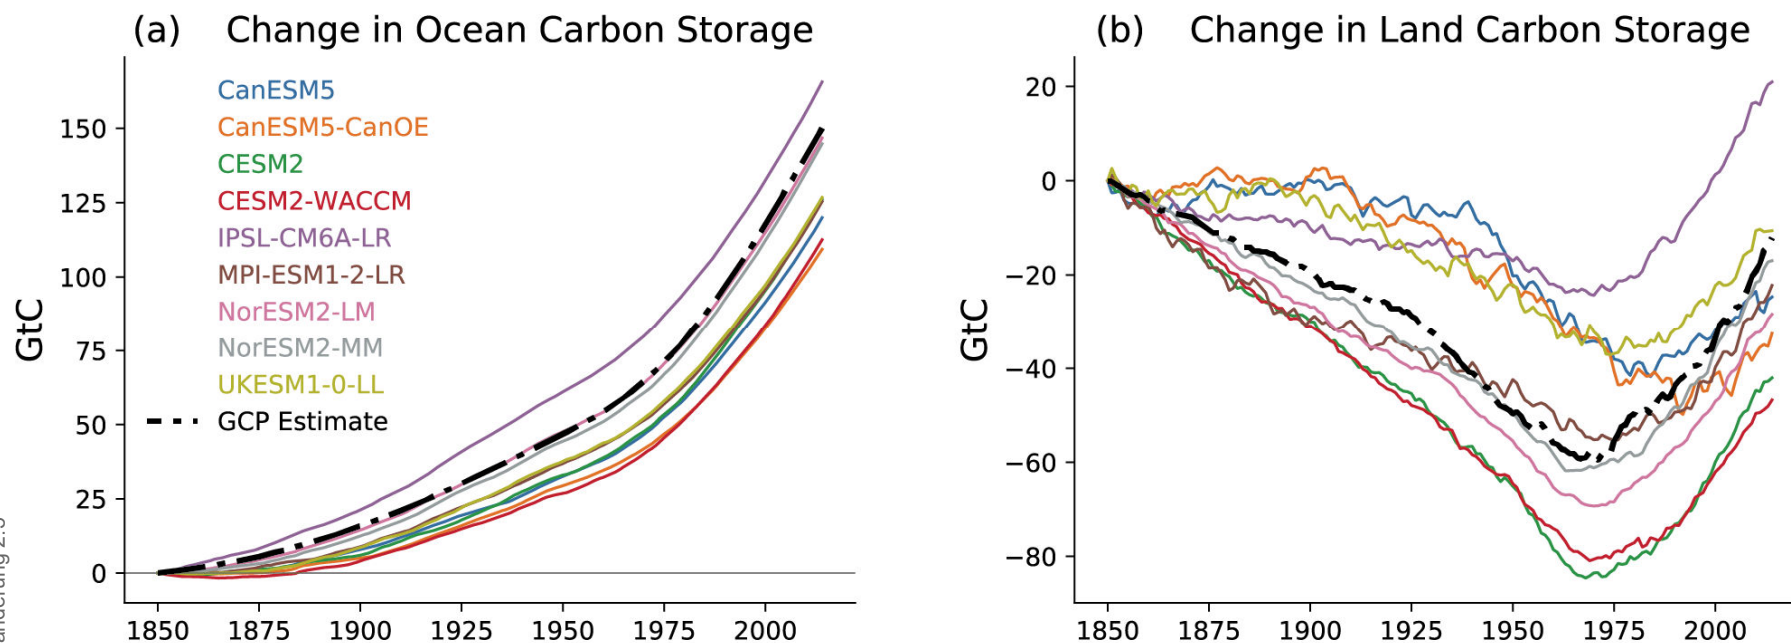 (a) Change in Ocean Carbon Storage
GtC
150
125
100
75
50
25
0
CanESM5
CanESM5-CanOE
CESM2
CESM2-WACCM
IPSL-CM6A-LR
MPI-ESM1-2-LR
NorESM2-LM
NorESM2-MM
UKESM1-0-LL
GCP Estimate
1850 1875 1900 1925 1950 1975 2000
(b) Change in Land Carbon Storage
GtC
20
0
−20
−40
−60
−80
1850 1875 1900 1925 1950 1975 2000